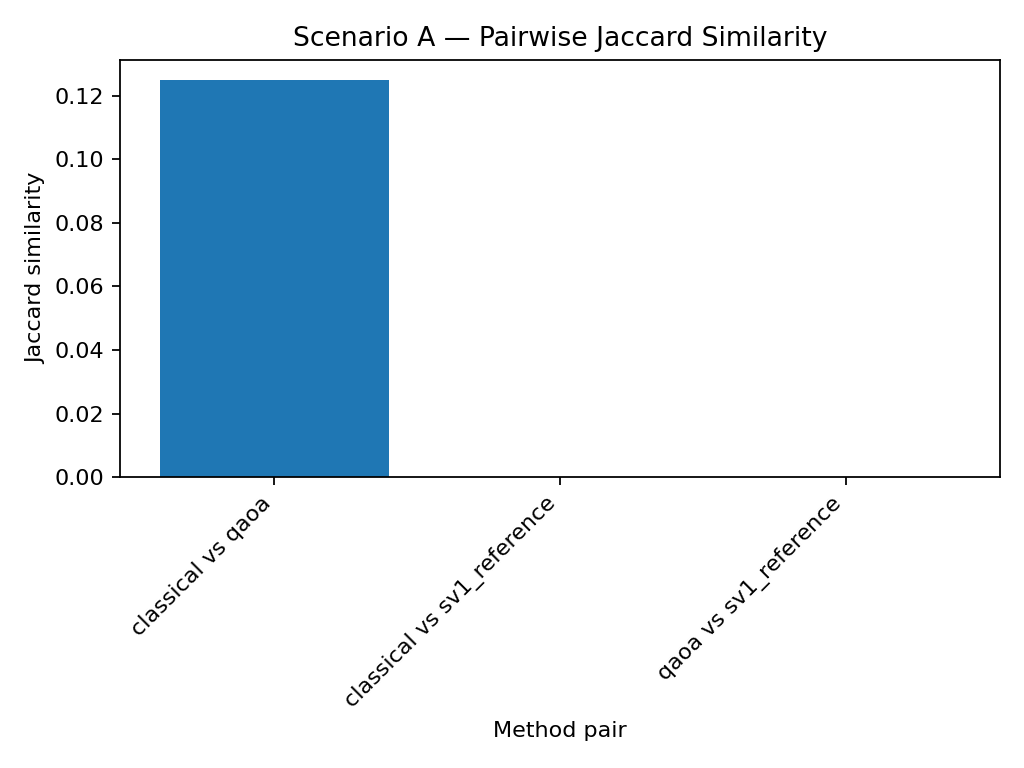 Scenario A — Pairwise Jaccard Similarity
Jaccard similarity
0.12
0.10
0.08
0.06
0.04
0.02
0.00
classical vs qaoa
classical vs sv1_reference
qaoa vs sv1_reference
Method pair